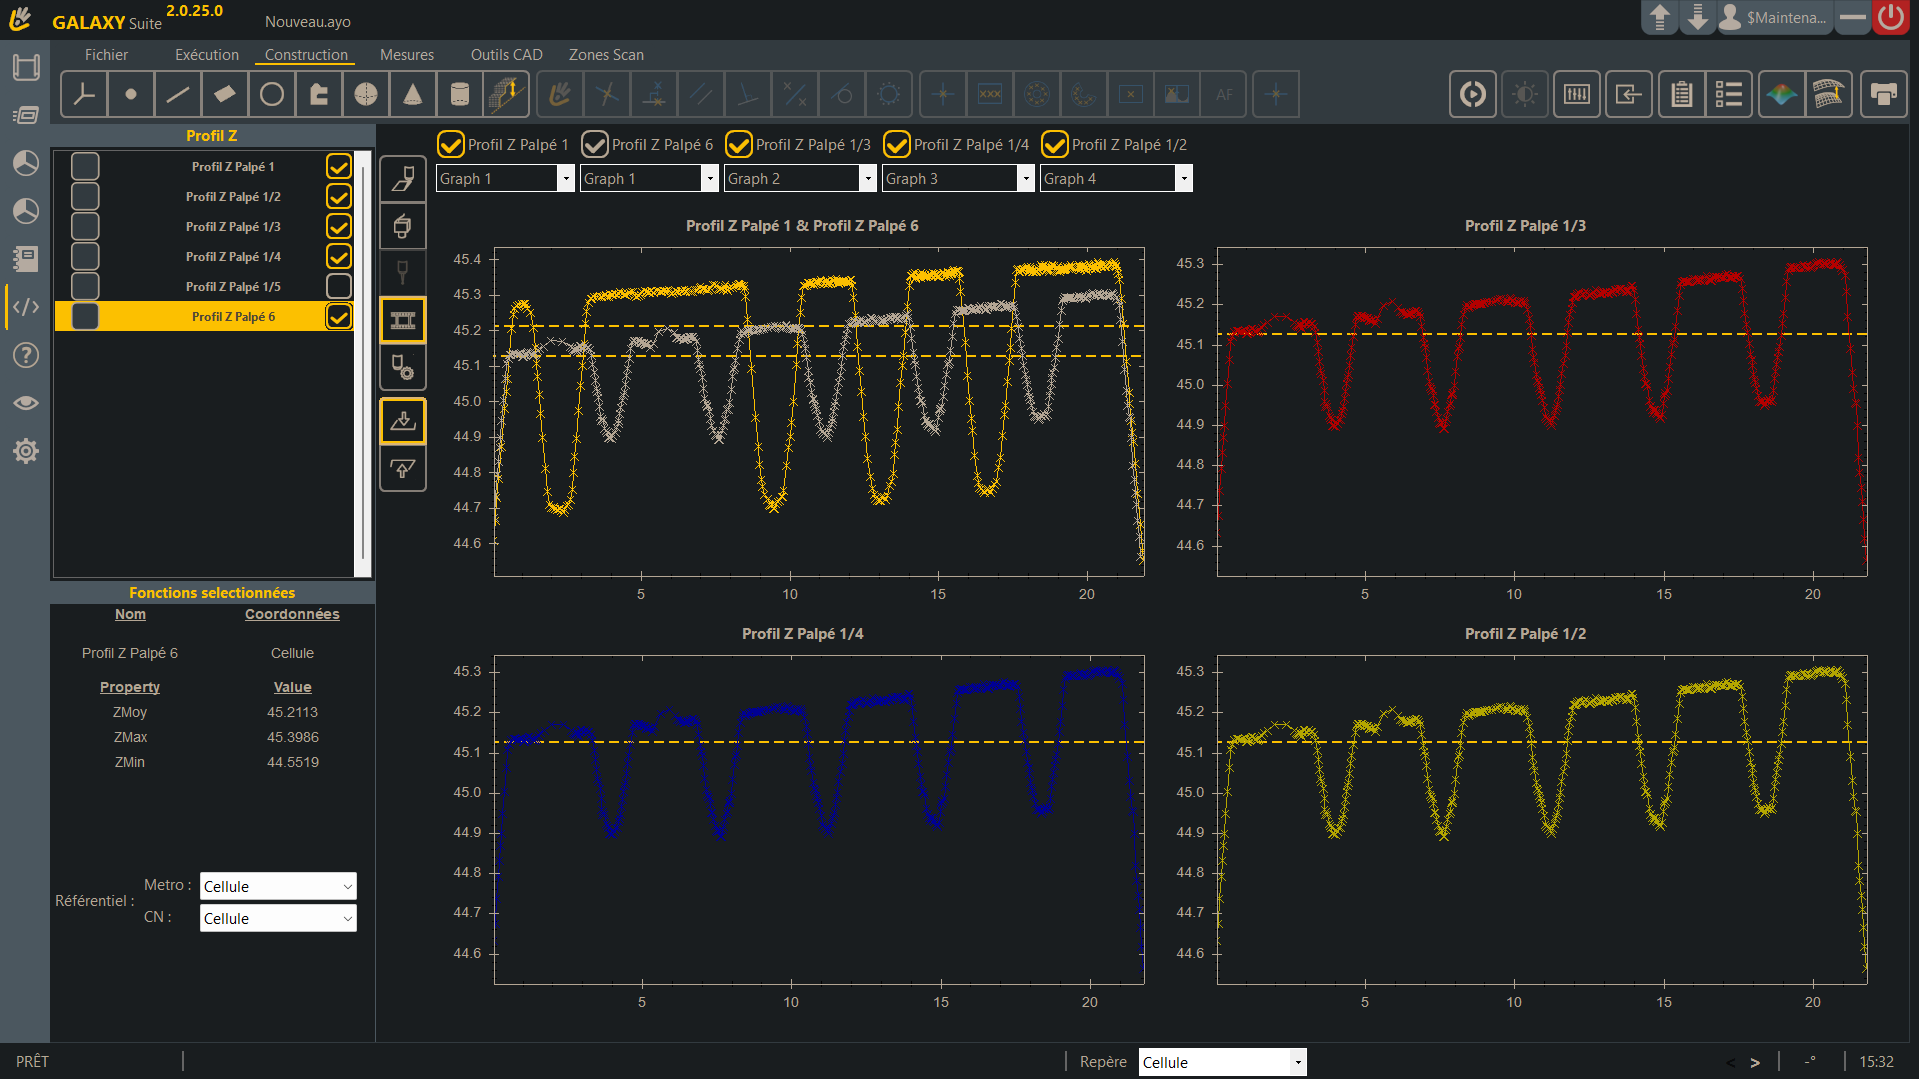 GALAXY Suite 2.0.25.0 Nouveau.ayo $Maintena...
Fichier Exécution Construction Mesures Outils CAD Zones Scan
AF
Profil Z
Profil Z Palpé 1
Profil Z Palpé 1/2
Profil Z Palpé 1/3
Profil Z Palpé 1/4
Profil Z Palpé 1/5
Profil Z Palpé 6
Fonctions selectionnées
Nom Coordonnées
Profil Z Palpé 6 Cellule
Property Value
ZMoy 45.2113
ZMax 45.3986
ZMin 44.5519
Référentiel :
Metro : Cellule
CN : Cellule
Profil Z Palpé 1 Profil Z Palpé 6 Profil Z Palpé 1/3 Profil Z Palpé 1/4 Profil Z Palpé 1/2
Graph 1 Graph 1 Graph 2 Graph 3 Graph 4
Profil Z Palpé 1 & Profil Z Palpé 6
45.4
45.3
45.2
45.1
45.0
44.9
44.8
44.7
44.6
5 10 15 20
Profil Z Palpé 1/3
45.3
45.2
45.1
45.0
44.9
44.8
44.7
44.6
5 10 15 20
Profil Z Palpé 1/4
45.3
45.2
45.1
45.0
44.9
44.8
44.7
44.6
5 10 15 20
Profil Z Palpé 1/2
45.3
45.2
45.1
45.0
44.9
44.8
44.7
44.6
5 10 15 20
PRÊT Repère Cellule < > -° 15:32